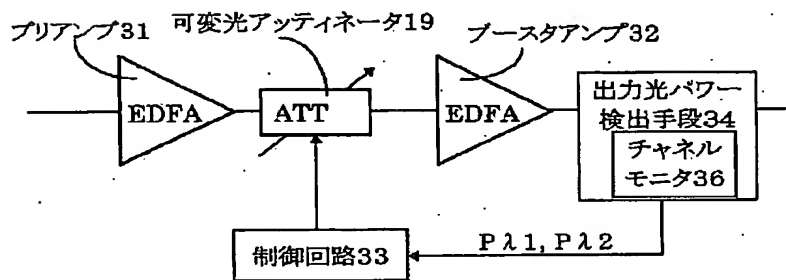 プリアンプ31
可変光アッティネータ19
ブースタアンプ32
EDFA
ATT
EDFA
出力光パワー
検出手段34
チャネル
モニタ36
制御回路33
Pλ1, Pλ2